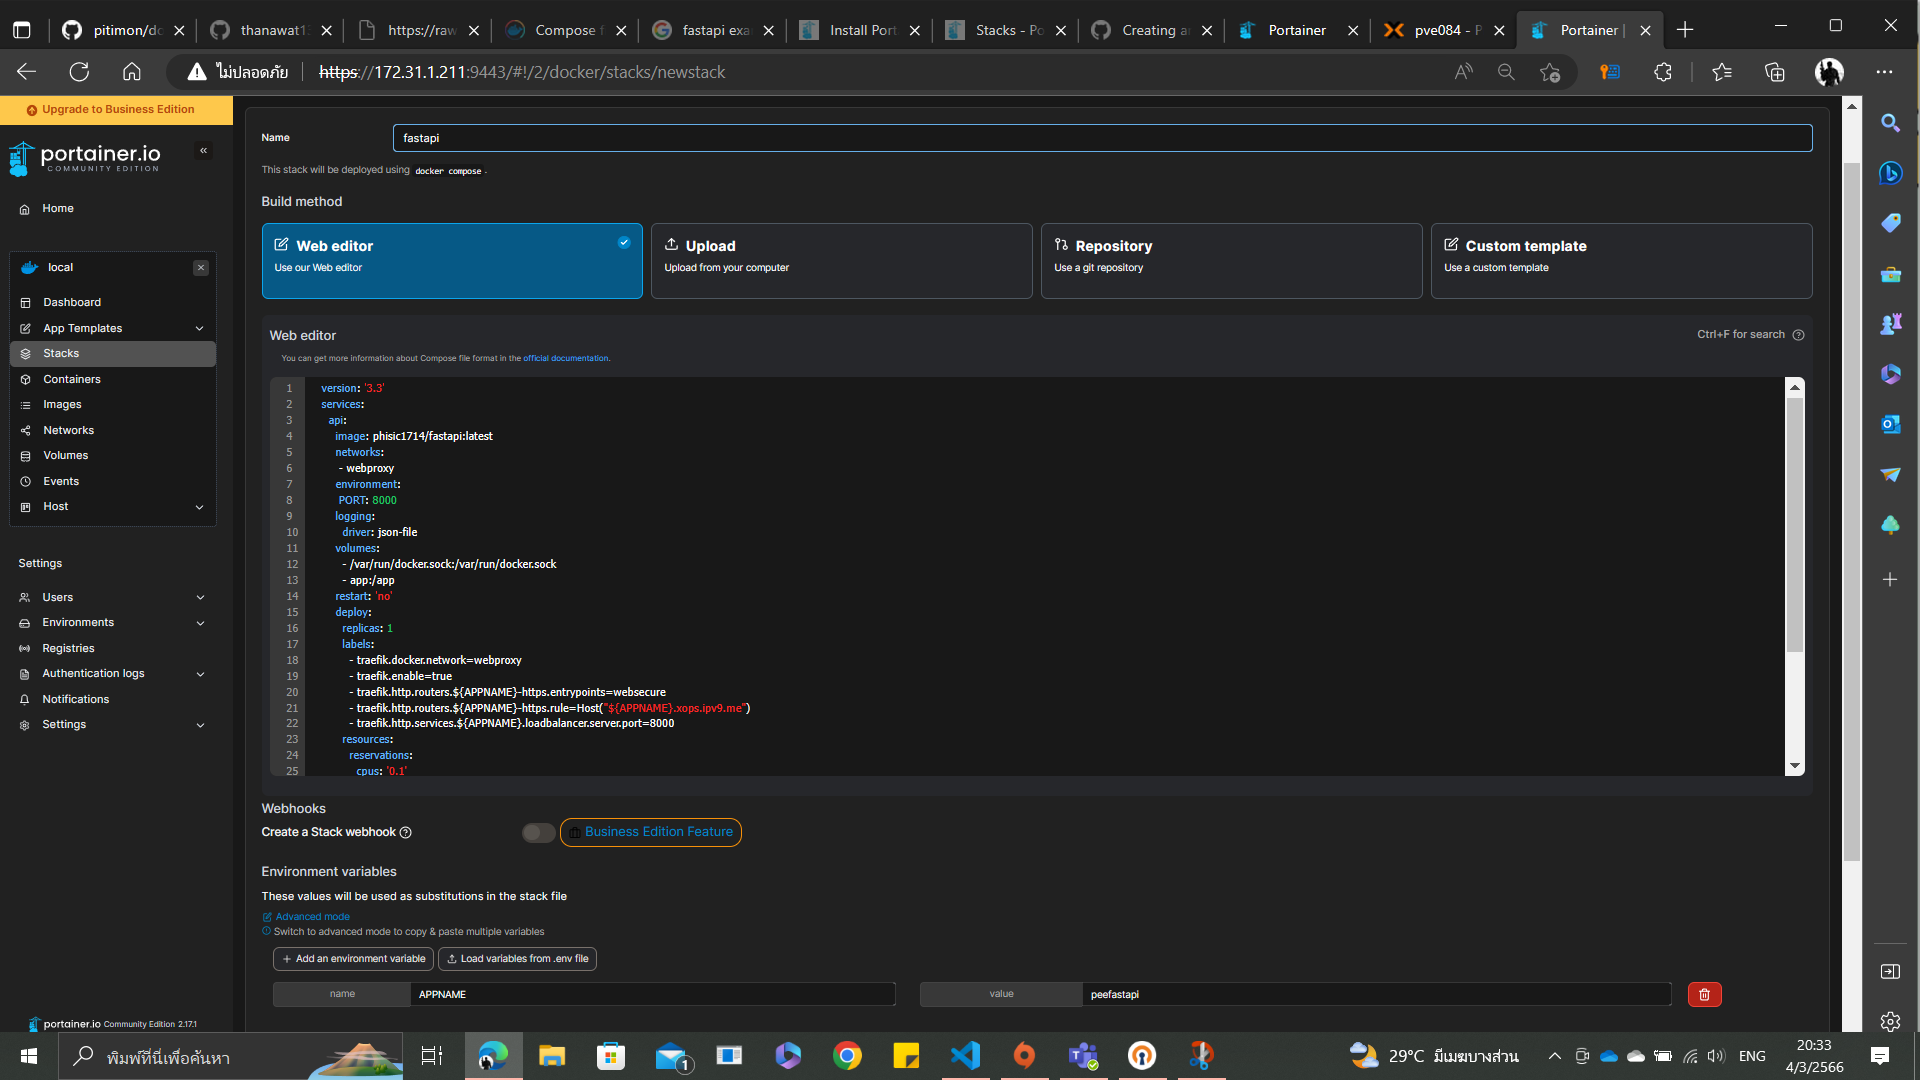 pitimon/dc
thanawat1
https://raw
Compose f
fastapi exa
Install Port
Stacks - Po
Creating a
Portainer
pve084 - P
Portainer |
ไม่ปลอดภัย
https://172.31.1.211:9443/#!/2/docker/stacks/newstack
Upgrade to Business Edition
portainer.io
COMMUNITY EDITION
Home
local
Dashboard
App Templates
Stacks
Containers
Images
Networks
Volumes
Events
Host
Settings
Users
Environments
Registries
Authentication logs
Notifications
Settings
portainer.io Community Edition 2.17.1
Name
fastapi
This stack will be deployed using docker compose .
Build method
Web editor
Use our Web editor
Upload
Upload from your computer
Repository
Use a git repository
Custom template
Use a custom template
Web editor
Ctrl+F for search
You can get more information about Compose file format in the official documentation.
1 version: '3.3'
2 services:
3 api:
4 image: phisic1714/fastapi:latest
5 networks:
6 - webproxy
7 environment:
8 PORT: 8000
9 logging:
10 driver: json-file
11 volumes:
12 - /var/run/docker.sock:/var/run/docker.sock
13 - app:/app
14 restart: 'no'
15 deploy:
16 replicas: 1
17 labels:
18 - traefik.docker.network=webproxy
19 - traefik.enable=true
20 - traefik.http.routers.${APPNAME}-https.entrypoints=websecure
21 - traefik.http.routers.${APPNAME}-https.rule=Host("${APPNAME}.xops.ipv9.me")
22 - traefik.http.services.${APPNAME}.loadbalancer.server.port=8000
23 resources:
24 reservations:
25 cpus: '0.1'
Webhooks
Create a Stack webhook
Business Edition Feature
Environment variables
These values will be used as substitutions in the stack file
Advanced mode
Switch to advanced mode to copy & paste multiple variables
+ Add an environment variable
Load variables from .env file
name
APPNAME
value
peefastapi
พิมพ์ที่นี่เพื่อค้นหา
1
29°C มีเมฆบางส่วน
ENG
20:33
4/3/2566